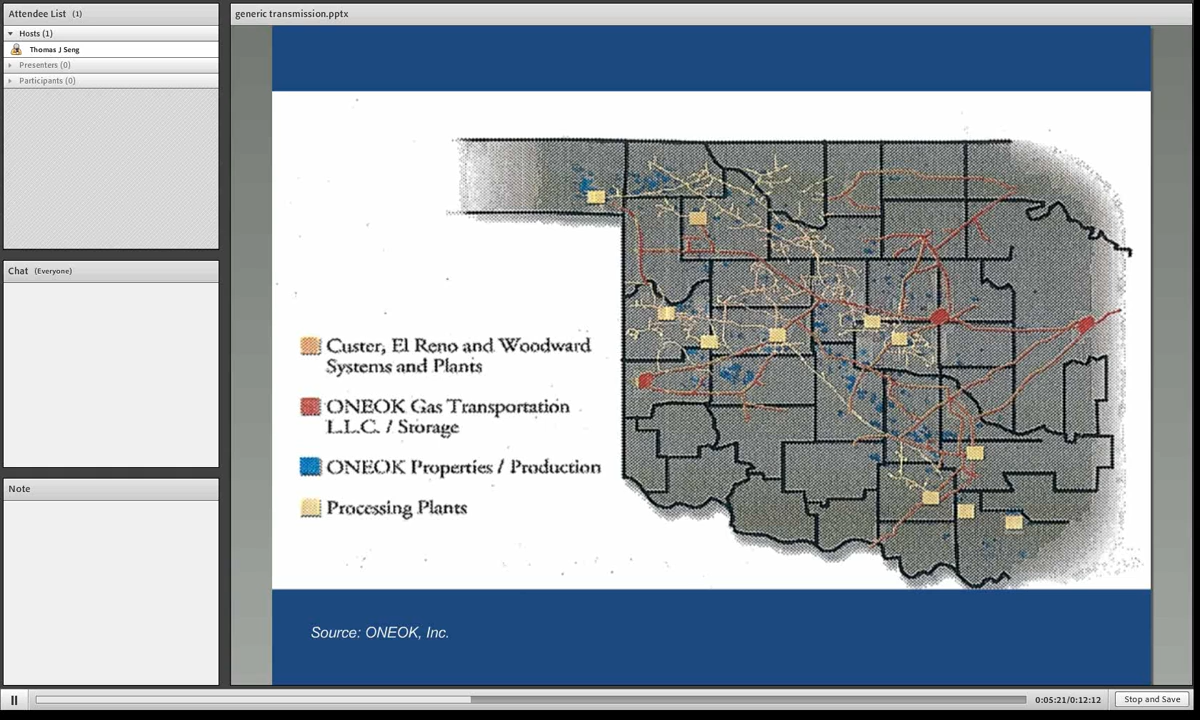 Attendee List (1)
Hosts (1)
Thomas J Seng
Presenters (0)
Participants (0)
Chat (Everyone)
Note
generic transmission.pptx
Custer, El Reno and Woodward
Systems and Plants
ONEOK Gas Transportation
L.L.C. / Storage
ONEOK Properties / Production
Processing Plants
Source: ONEOK, Inc.
0:05:21/0:12:12
Stop and Save